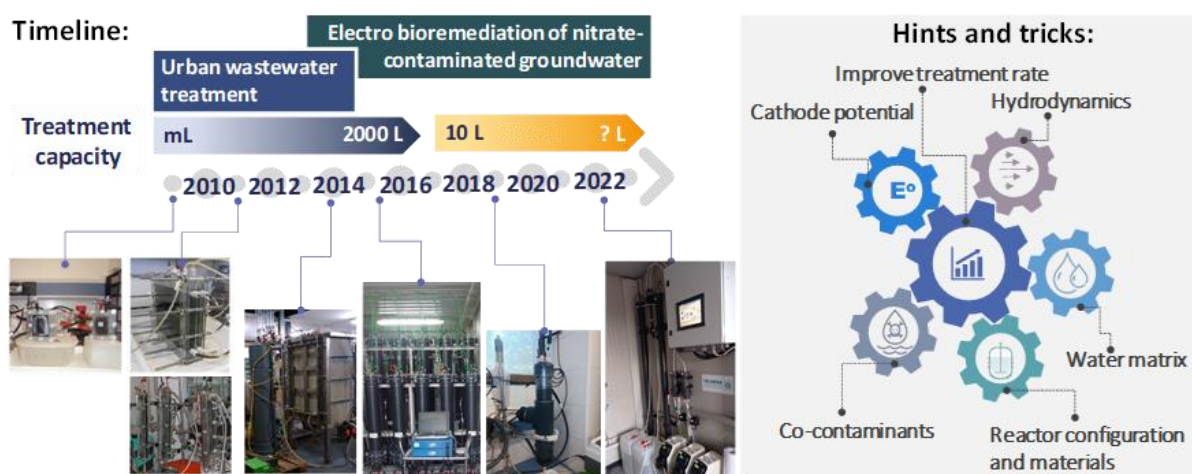 Timeline:
Electro bioremediation of nitrate-
contaminated groundwater
Urban wastewater
treatment
Treatment
capacity
mL
2000 L
10 L
? L
2010
2012
2014
2016
2018
2020
2022
Hints and tricks:
Improve treatment rate
Hydrodynamics
Cathode potential
E⁰
Water matrix
Co-contaminants
Reactor configuration
and materials